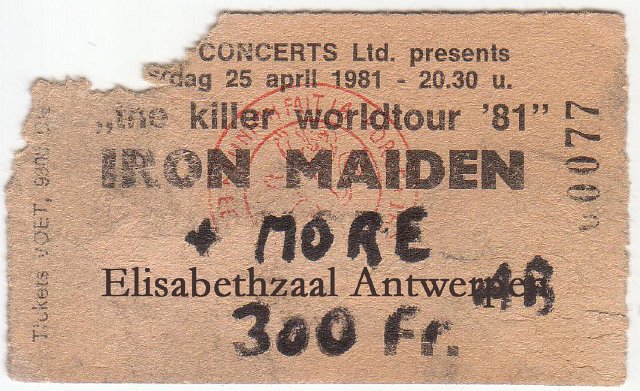 CONCERTS Ltd. presents
rdag 25 april 1981 - 20.30 u.
„the killer worldtour '81”
IRON MAIDEN
+ MORE
Elisabethzaal Antwerpen
AB
300 Fr.
00077
Tickets VOET,